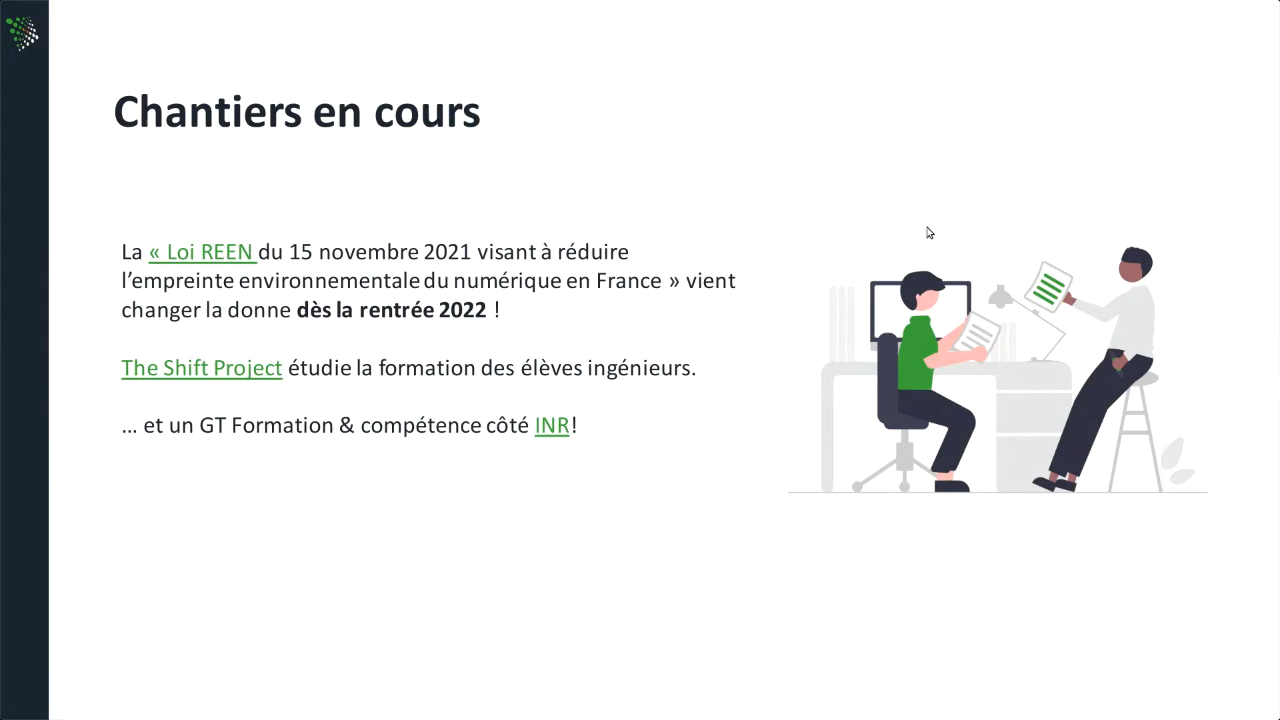 Chantiers en cours
La « Loi REEN du 15 novembre 2021 visant à réduire
l’empreinte environnementale du numérique en France » vient
changer la donne dès la rentrée 2022 !
The Shift Project étudie la formation des élèves ingénieurs.
… et un GT Formation & compétence côté INR!